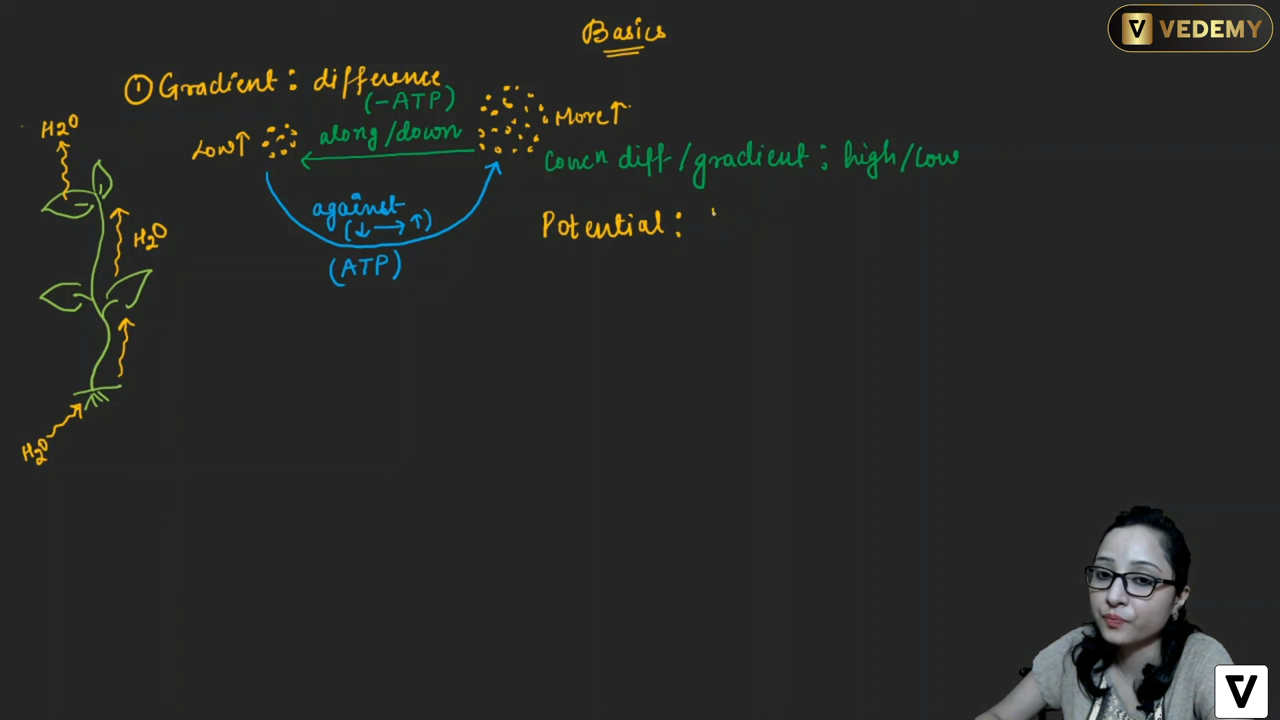 Basics
VEDEMY
① Gradient : difference
(-ATP)
H2O
Low↑
along/down
More↑
Concn diff/gradient : high/low
against
(↓ → ↑)
(ATP)
Potential :
H2O
H2O